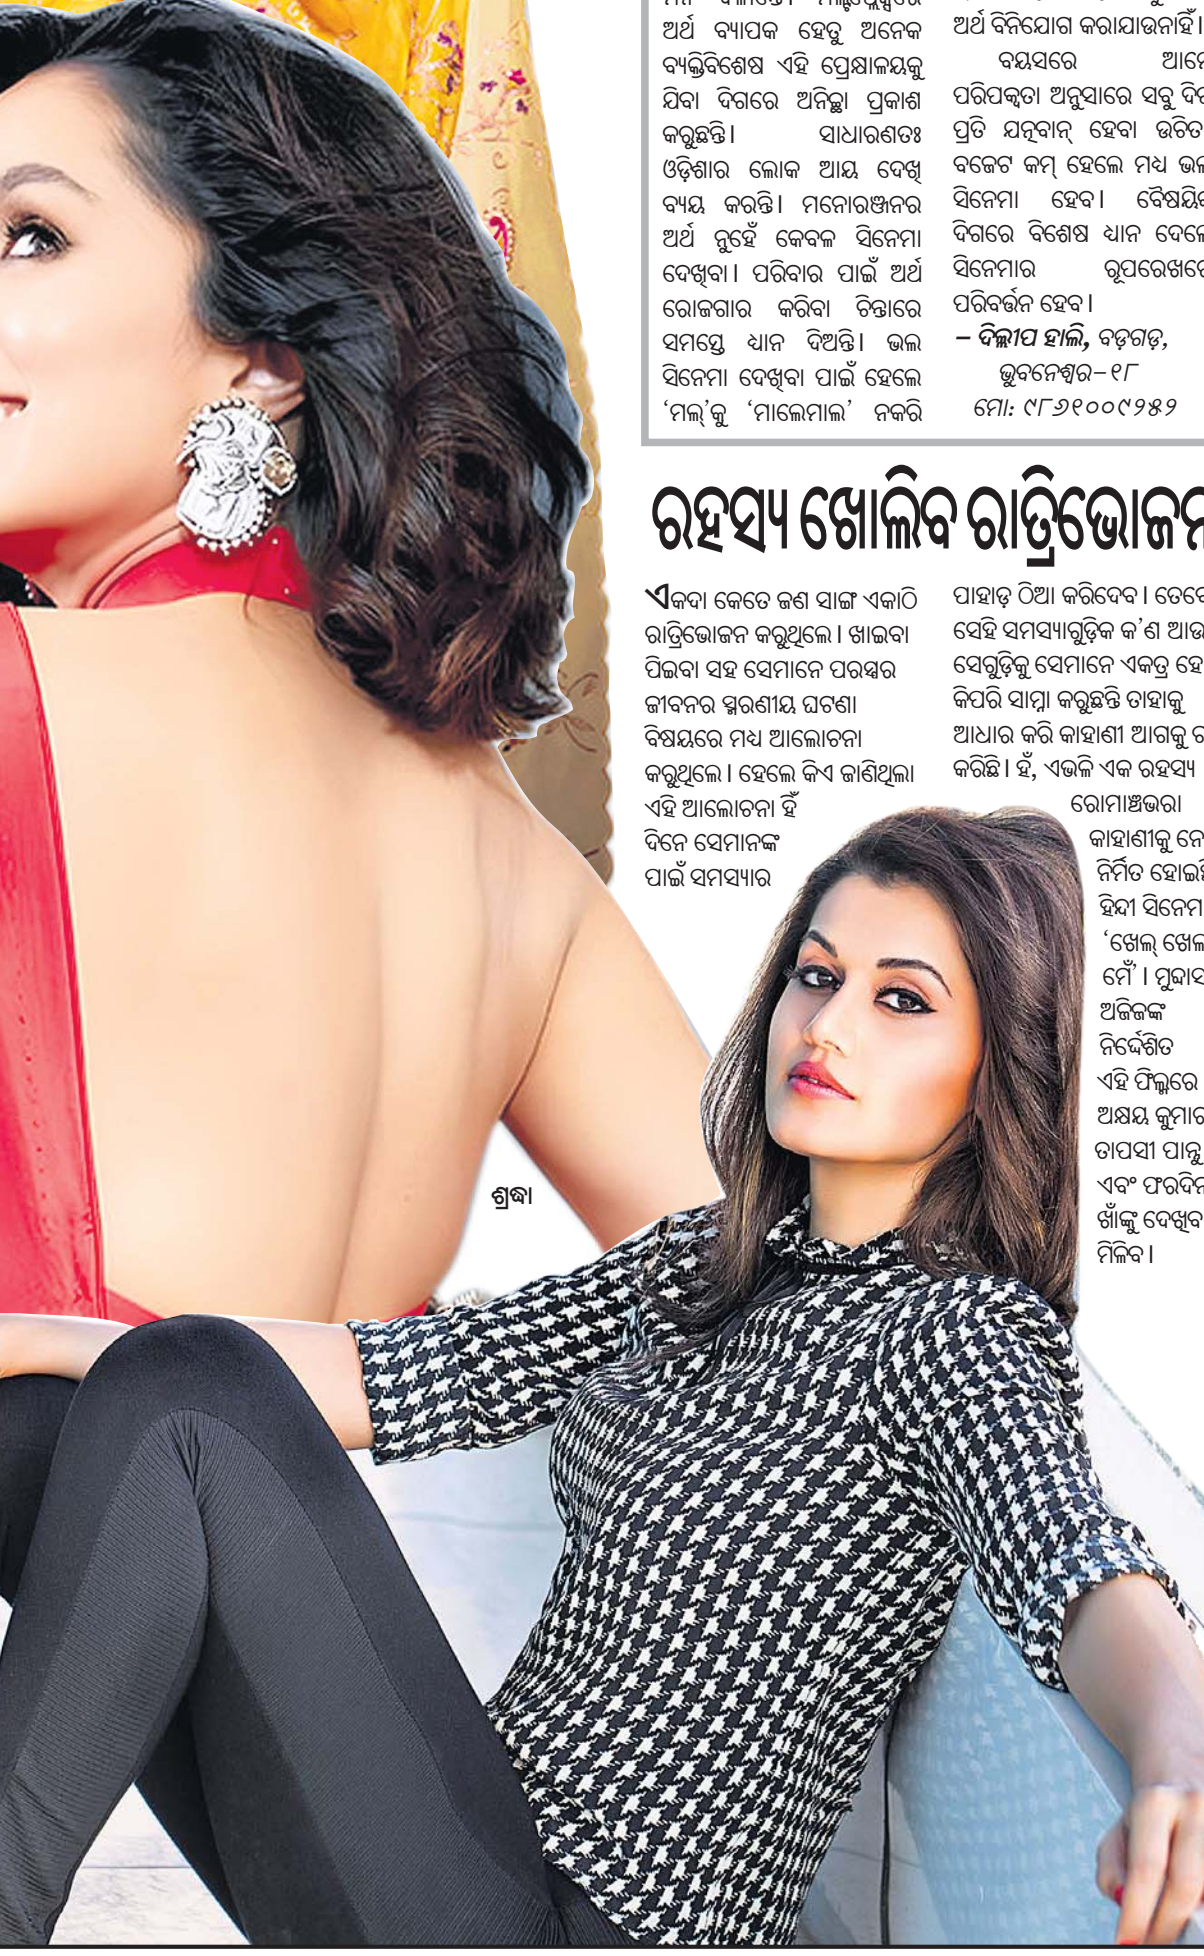 ଅର୍ଥ ବ୍ୟାପକ ହେତୁ ଅନେକ
ବ୍ୟକ୍ତିବିଶେଷ ଏହି ପ୍ରେକ୍ଷାଳୟକୁ
ଯିବା ଦିଗରେ ଅନିଚ୍ଛା ପ୍ରକାଶ
କରୁଛନ୍ତି। ସାଧାରଣତଃ
ଓଡ଼ିଶାର ଲୋକ ଆୟ ଦେଖି
ବ୍ୟୟ କରନ୍ତି। ମନୋରଞ୍ଜନର
ଅର୍ଥ ନୁହେଁ କେବଳ ସିନେମା
ଦେଖିବା। ପରିବାର ପାଇଁ ଅର୍ଥ
ରୋଜଗାର କରିବା ଚିନ୍ତାରେ
ସମସ୍ତେ ଧ୍ୟାନ ଦିଅନ୍ତି। ଭଲ
ସିନେମା ଦେଖିବା ପାଇଁ ହେଲେ
‘ମଲ୍’କୁ ‘ମାଲେମାଲ’ ନକରି
ଅର୍ଥ ବିନିଯୋଗ କରାଯାଉନାହିଁ।
ବୟସରେ
ପରିପକ୍ୱତା ଅନୁସାରେ ସବୁ
ପ୍ରତି ଯତ୍ନବାନ୍ ହେବା ଉଚିତ
ବଜେଟ କମ୍ ହେଲେ ମଧ୍ୟ
ସିନେମା ହେବ।
ଦିଗରେ ବିଶେଷ ଧ୍ୟାନ
ସିନେମାର
ପରିବର୍ତ୍ତନ ହେବ।
– ଦିଲ୍ଲୀପ ହାଲି, ବଡ଼ଗଡ଼,
ଭୁବନେଶ୍ୱର–୧୮
ମୋ: ୯୮୬୧୦୦୯୨୫୨
ରହସ୍ୟ ଖୋଲିବ ରାତ୍ରିଭୋଜନ
ଏକଦା କେତେ ଜଣ ସାଙ୍ଗ ଏକାଠି
ରାତ୍ରିଭୋଜନ କରୁଥିଲେ। ଖାଇବା
ପିଇବା ସହ ସେମାନେ ପରସ୍ପର
ଜୀବନର ସ୍ମରଣୀୟ ଘଟଣା
ବିଷୟରେ ମଧ୍ୟ ଆଲୋଚନା
କରୁଥିଲେ। ହେଲେ କିଏ ଜାଣିଥିଲା
ଏହି ଆଲୋଚନା ହିଁ
ଦିନେ ସେମାନଙ୍କ
ପାଇଁ ସମସ୍ୟାର
ପାହାଡ଼ ଠିଆ କରିଦେବ।
ସେହି ସମସ୍ୟାଗୁଡ଼ିକ କ’ଣ
ସେଗୁଡ଼ିକୁ ସେମାନେ ଏକତ୍ର
କିପରି ସାମ୍ନା କରୁଛନ୍ତି ତାହାକୁ
ଆଧାର କରି କାହାଣୀ ଆଗକୁ
କରିଛି। ହଁ, ଏଭଳି ଏକ ରହସ୍ୟ
ରୋମାଞ୍ଚଭରା
କାହାଣୀକୁ
ନିର୍ମିତ
ହିନ୍ଦୀ
‘ଖେଲ୍
ମେଁ’।
ଅଜିଜଙ୍କ
ନିର୍ଦ୍ଦେଶିତ
ଏହି ଫିଲ୍ମରେ
ଅକ୍ଷୟ
ତାପସୀ ପାନ୍ନୁ
ଏବଂ
ଖାଁଙ୍କୁ
ମିଳିବ।
ଶ୍ରଦ୍ଧା